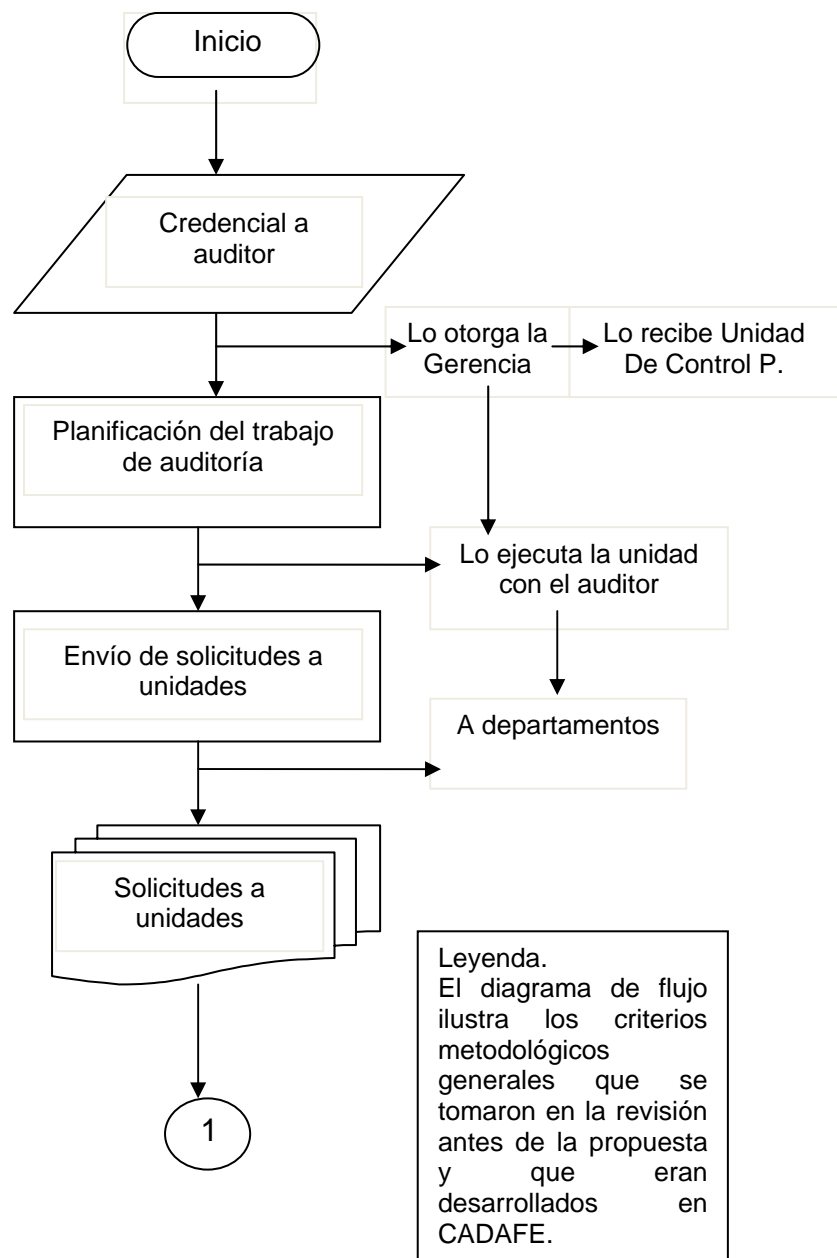 Inicio
Credencial a
auditor
Lo otorga la
Gerencia
Lo recibe Unidad
De Control P.
Planificación del trabajo
de auditoría
Lo ejecuta la unidad
con el auditor
Envío de solicitudes a
unidades
A departamentos
Solicitudes a
unidades
Leyenda.
El diagrama de flujo
ilustra los criterios
metodológicos
generales que se
tomaron en la revisión
antes de la propuesta
y que eran
desarrollados en
CADAFE.
1